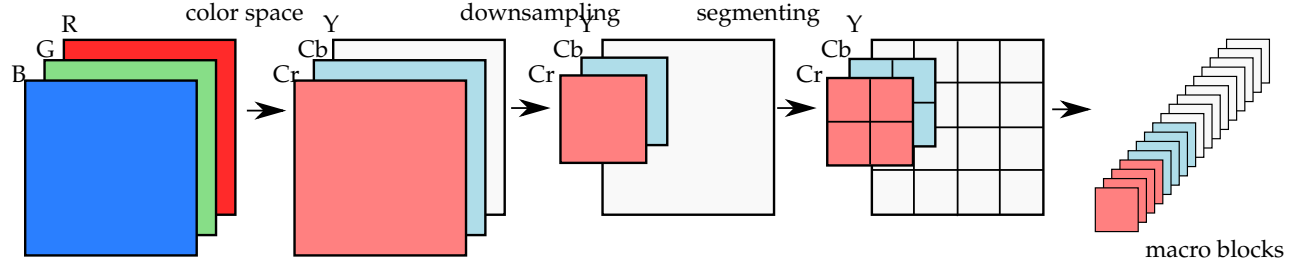 color space
downsampling
segmenting
R
G
B
Y
Cb
Cr
Y
Cb
Cr
Y
Cb
Cr
macro blocks